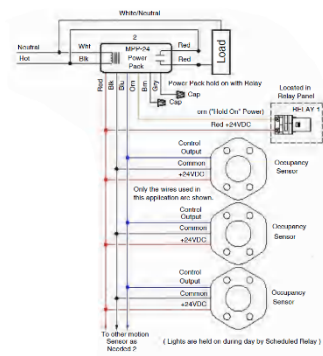 White/Neutral
2
Neutral
Wht
Hot
Blk
MPP-24
Power
Pack
Red
Red
Load
Red
Blk
Blu
Orn
Brn
Gry
Power Pack hold on with Relay
Cap
Cap
Located in
Relay Panel
RELAY 1
orn ("Hold On" Power)
Red +24VDC
Control
Output
Common
+24VDC
Occupancy
Sensor
Only the wires used in
this application are shown.
Control
Output
Common
+24VDC
Occupancy
Sensor
Control
Output
Common
+24VDC
Occupancy
Sensor
To other motion
Sensor as
Needed 2
( Lights are held on during day by Scheduled Relay )